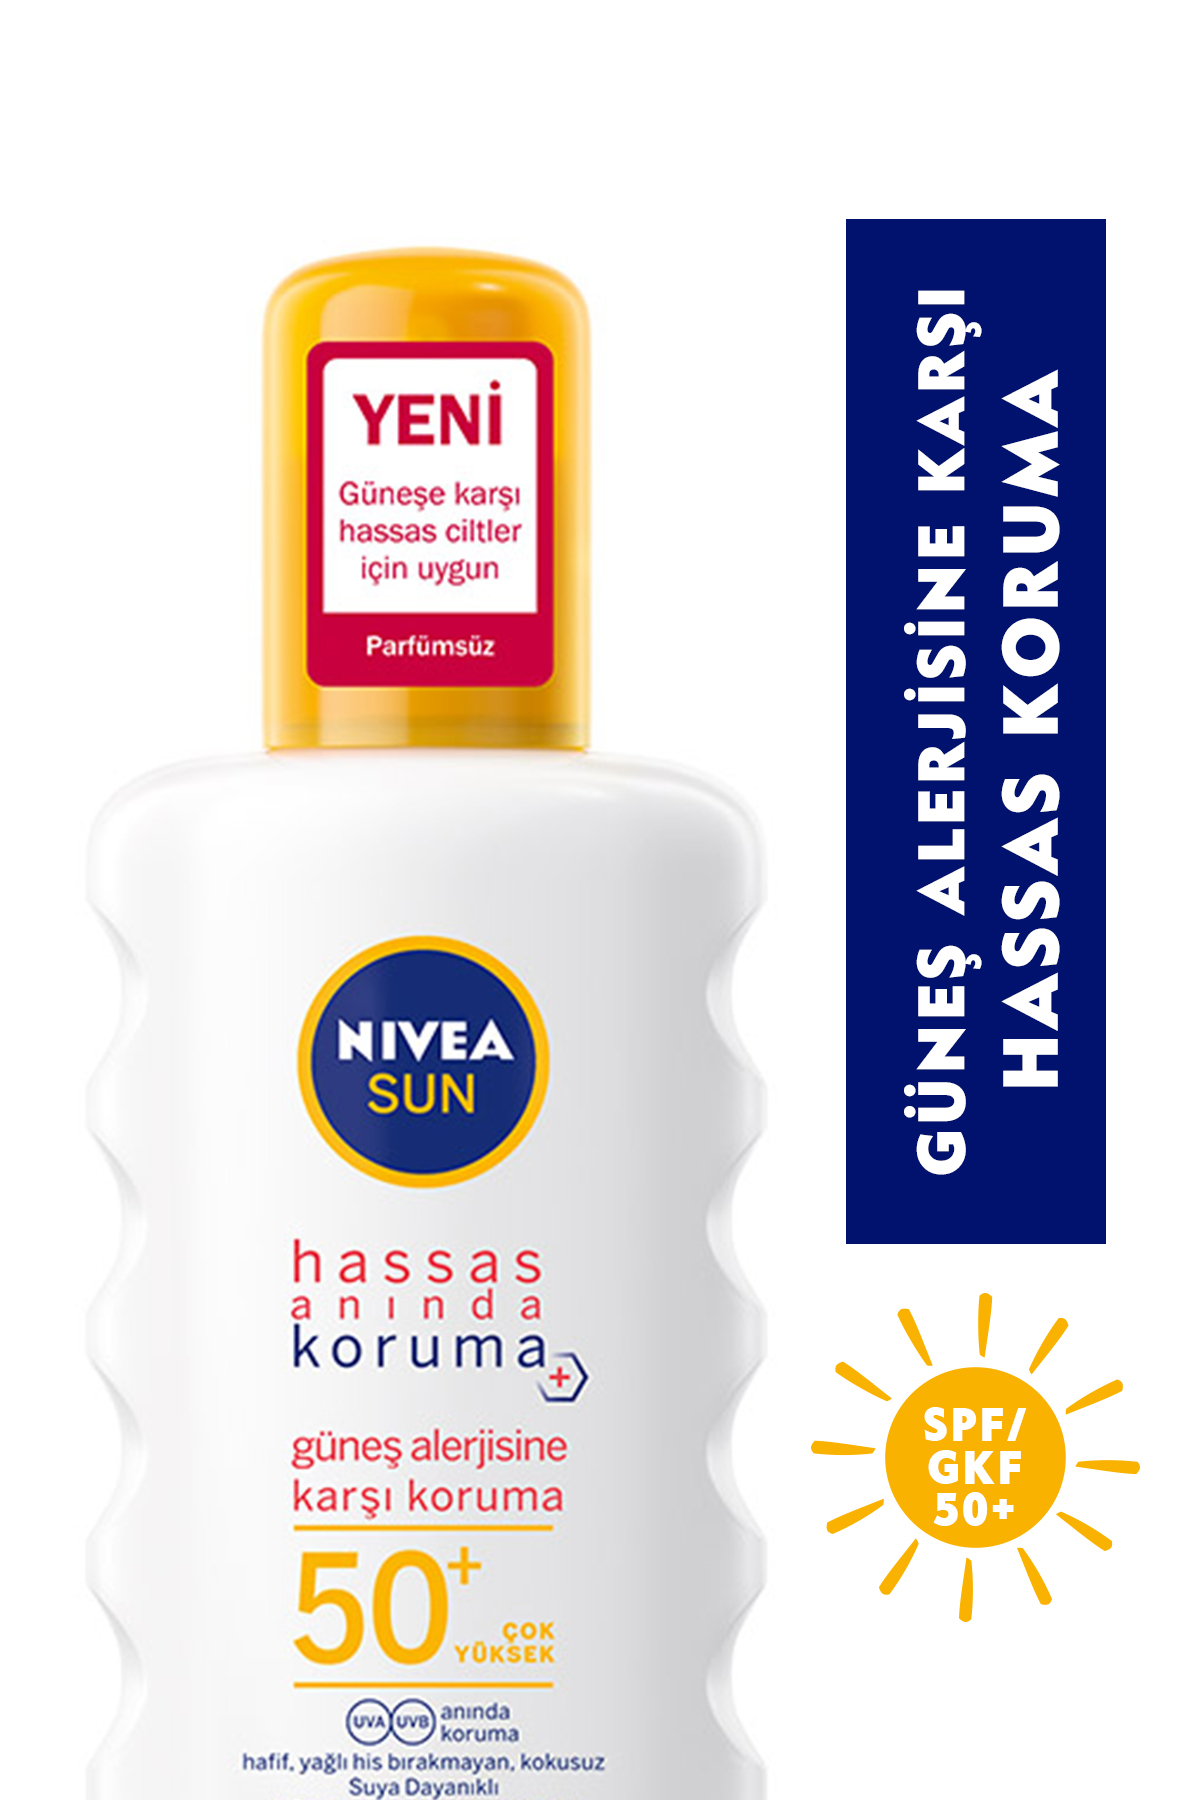 YENİ
Güneşe karşı
hassas ciltler
için uygun
Parfümsüz
NIVEA
SUN
hassas
anında
koruma
+
güneş alerjisine
karşı koruma
50+
ÇOK
YÜKSEK
UVA UVB anında
koruma
hafif, yağlı his bırakmayan, kokusuz
Suya Dayanıklı
GÜNEŞ ALERJİSİNE KARŞI
HASSAS KORUMA
SPF/
GKF
50+